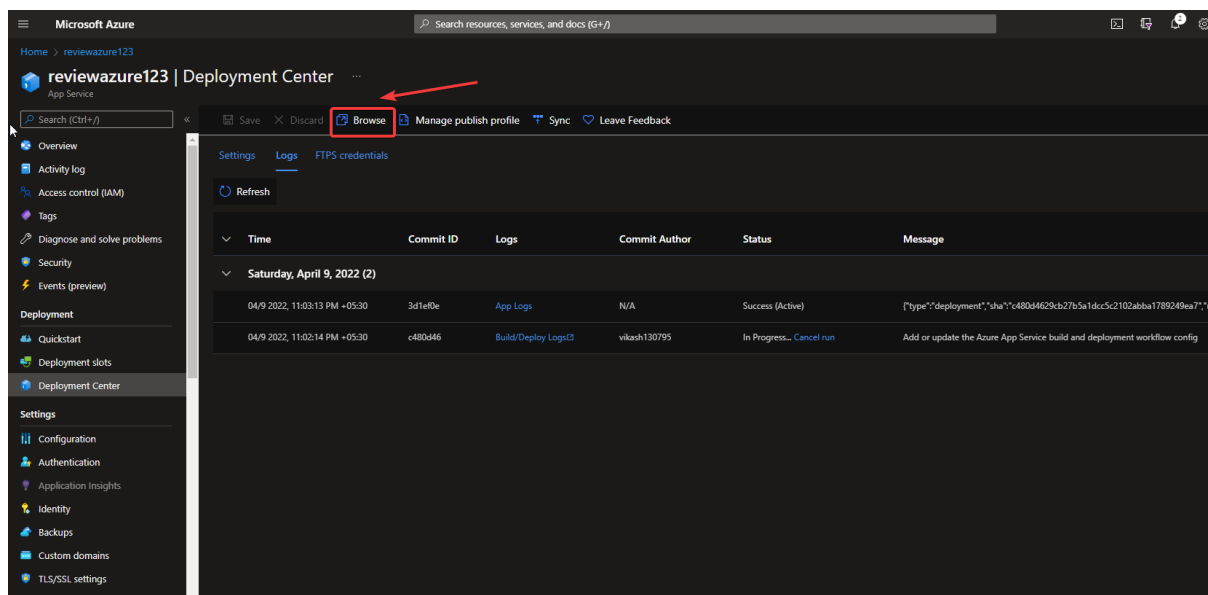 Microsoft Azure
Search resources, services, and docs (G+/)
Home > reviewazure123
reviewazure123 | Deployment Center ...
App Service
Search (Ctrl+/)
«
Save
Discard
Browse
Manage publish profile
Sync
Leave Feedback
Overview
Activity log
Access control (IAM)
Tags
Diagnose and solve problems
Security
Events (preview)
Deployment
Quickstart
Deployment slots
Deployment Center
Settings
Configuration
Authentication
Application Insights
Identity
Backups
Custom domains
TLS/SSL settings
Settings Logs FTPS credentials
Refresh
Time Commit ID Logs Commit Author Status Message
Saturday, April 9, 2022 (2)
04/9 2022, 11:03:13 PM +05:30 3d1ef0e App Logs N/A Success (Active) {"type":"deployment","sha":"c480d4629cb27b5a1dcc5c2102abba1789249ea7","
04/9 2022, 11:02:14 PM +05:30 c480d46 Build/Deploy Logs vikash130795 In Progress... Cancel run Add or update the Azure App Service build and deployment workflow config